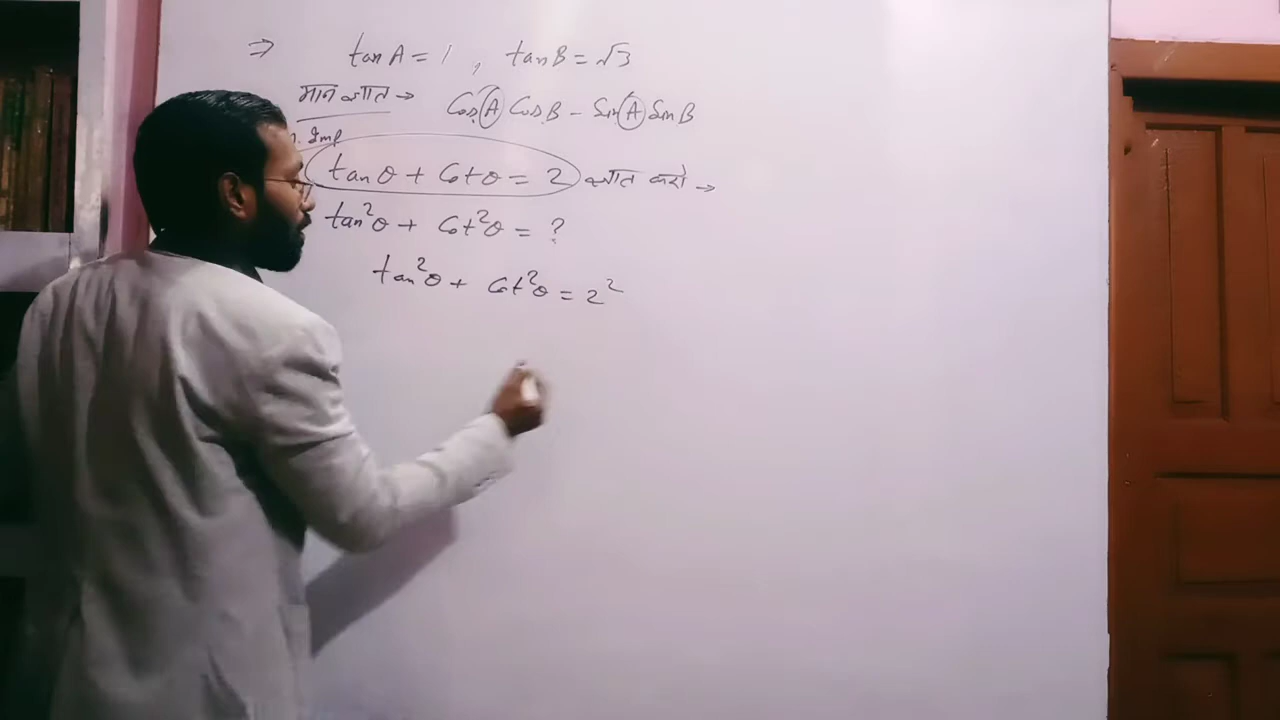 ⇒ tan A = 1 , tan B = √3
मान ज्ञात → Cos A Cos B - Sin A Sin B
Imp
tan θ + Cot θ = 2 ज्ञात करो →
tan²θ + Cot²θ = ?
tan²θ + Cot²θ = 2²